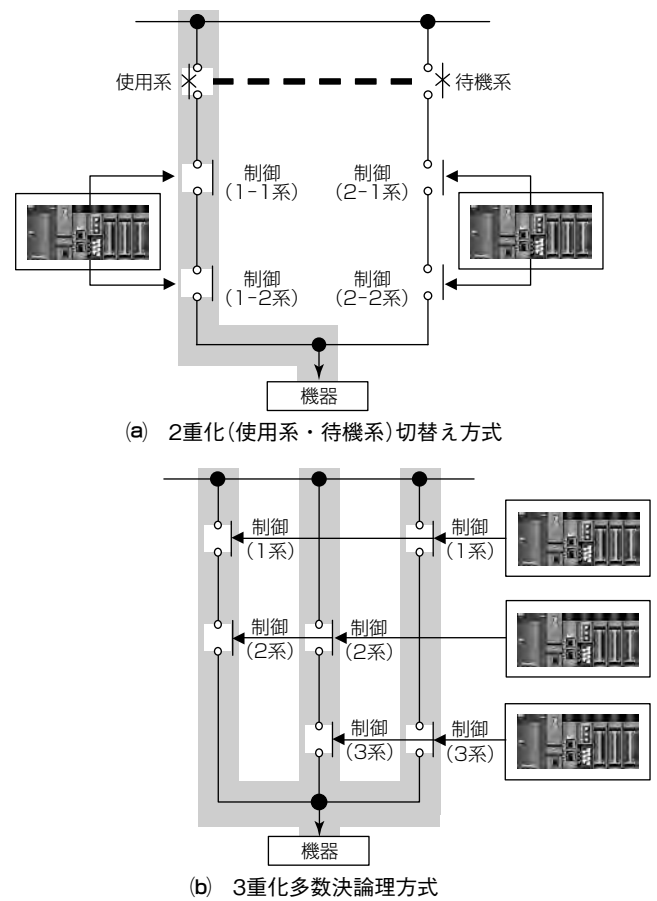 使用系
待機系
制御
(1-1系)
制御
(2-1系)
制御
(1-2系)
制御
(2-2系)
機器
(a) 2重化(使用系・待機系)切替え方式
制御
(1系)
制御
(1系)
制御
(2系)
制御
(2系)
制御
(3系)
制御
(3系)
機器
(b) 3重化多数決論理方式